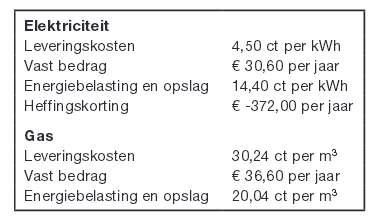 Elektriciteit
Leveringskosten 4,50 ct per kWh
Vast bedrag € 30,60 per jaar
Energiebelasting en opslag 14,40 ct per kWh
Heffingskorting € -372,00 per jaar
Gas
Leveringskosten 30,24 ct per m³
Vast bedrag € 36,60 per jaar
Energiebelasting en opslag 20,04 ct per m³